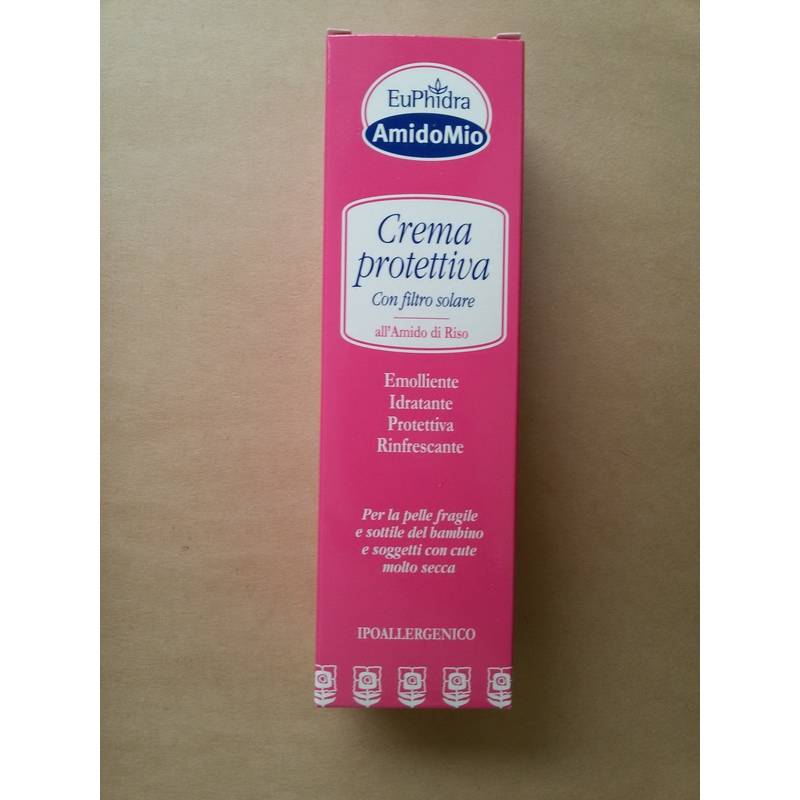 EuPhidra
AmidoMio
Crema
protettiva
Con filtro solare
all'Amido di Riso
Emolliente
Idratante
Protettiva
Rinfrescante
Per la pelle fragile
e sottile del bambino
e soggetti con cute
molto secca
IPOALLERGENICO